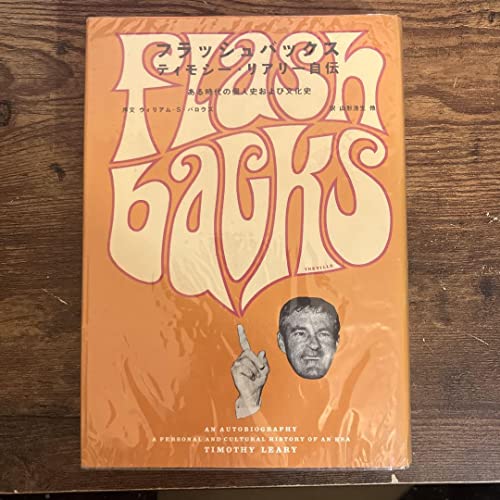 Flash
backs
フラッシュバックス
ティモシー・リアリー自伝
ある時代の個人史および文化史
序文 ウィリアム・S・バロウズ
訳 山形浩生 他
TREVILLE
AN AUTOBIOGRAPHY
A PERSONAL AND CULTURAL HISTORY OF AN ERA
TIMOTHY LEARY